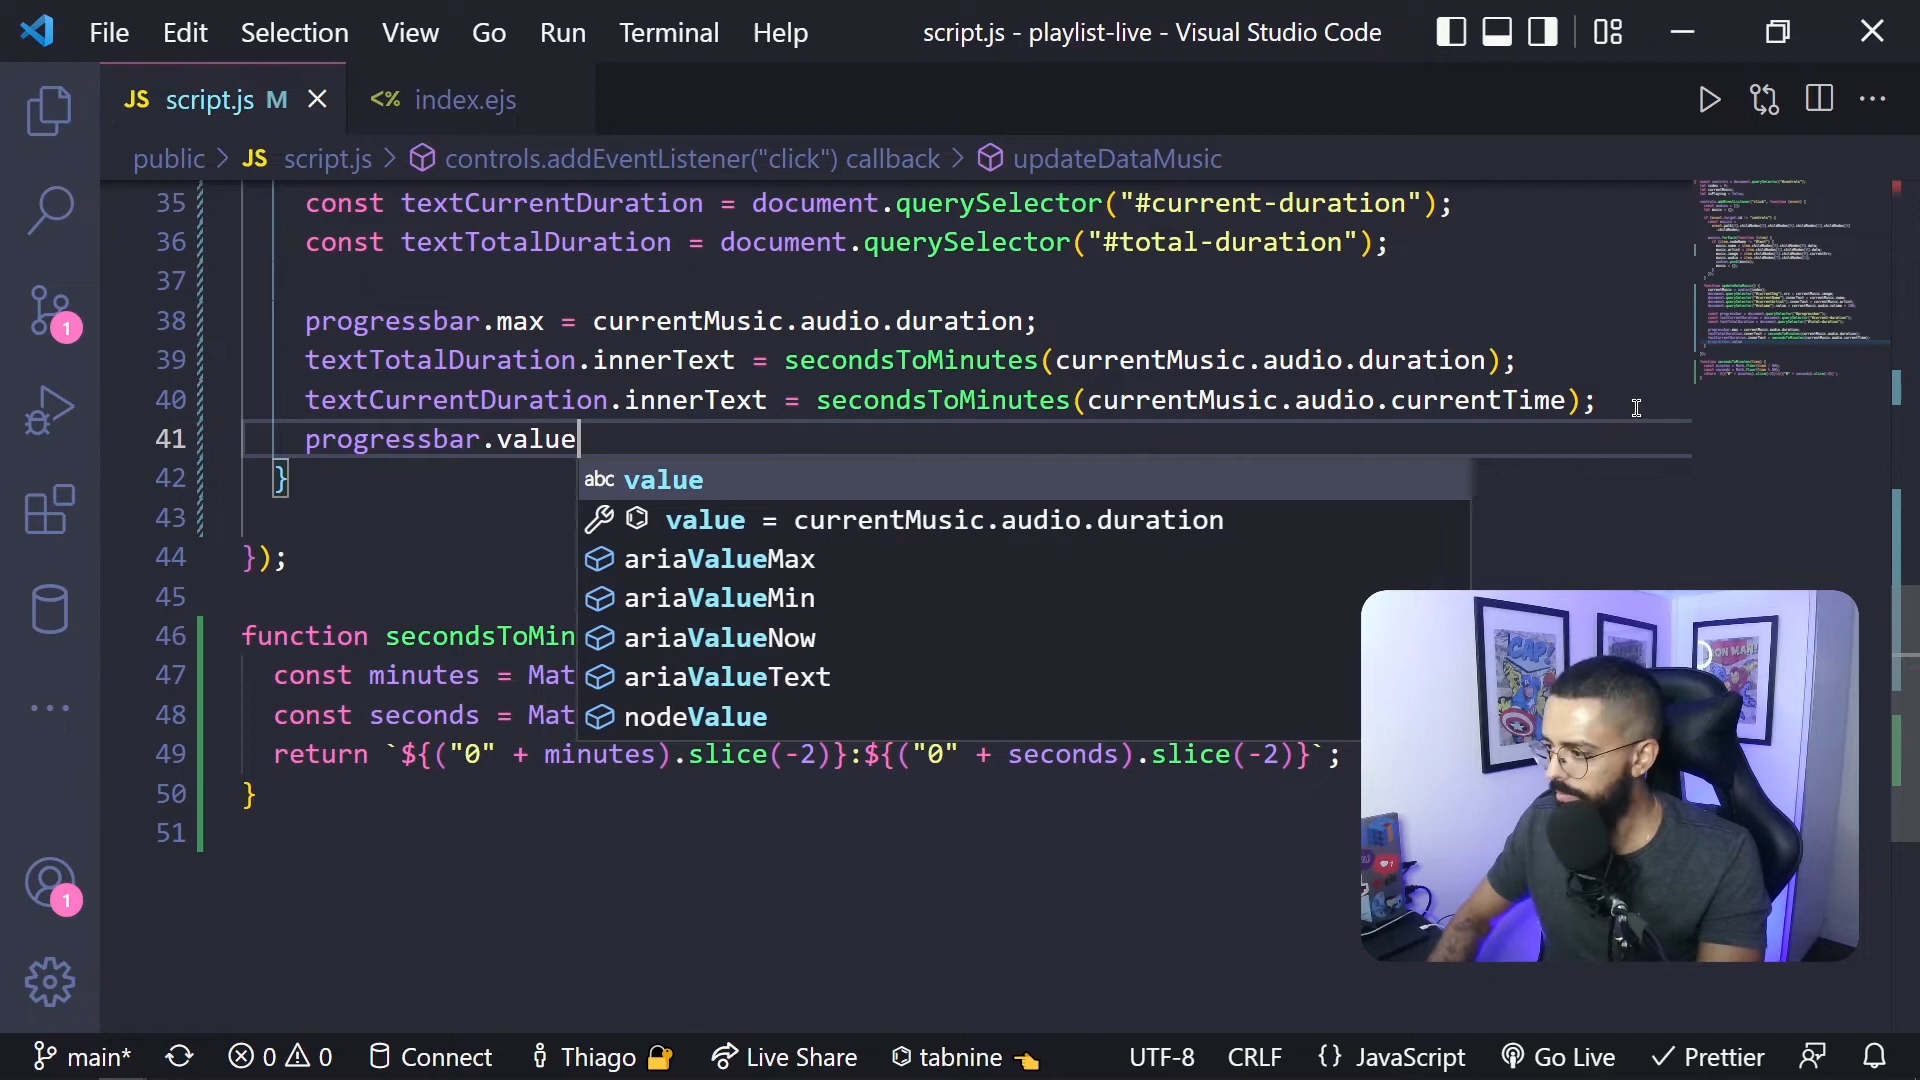 File Edit Selection View Go Run Terminal Help script.js - playlist-live - Visual Studio Code
JS script.js M <% index.ejs
public > JS script.js > controls.addEventListener("click") callback > updateDataMusic
35 const textCurrentDuration = document.querySelector("#current-duration");
36 const textTotalDuration = document.querySelector("#total-duration");
37
38 progressbar.max = currentMusic.audio.duration;
39 textTotalDuration.innerText = secondsToMinutes(currentMusic.audio.duration);
40 textCurrentDuration.innerText = secondsToMinutes(currentMusic.audio.currentTime);
41 progressbar.value
42 }
43
44 });
45
46 function secondsToMin
47 const minutes = Mat
48 const seconds = Mat
49 return `${("0" + minutes).slice(-2)}:${("0" + seconds).slice(-2)}`;
50 }
51
abc value
value = currentMusic.audio.duration
ariaValueMax
ariaValueMin
ariaValueNow
ariaValueText
nodeValue
1
1
CAP!
IRON MAN!
main* 0 0 Connect Thiago Live Share tabnine UTF-8 CRLF {} JavaScript Go Live Prettier